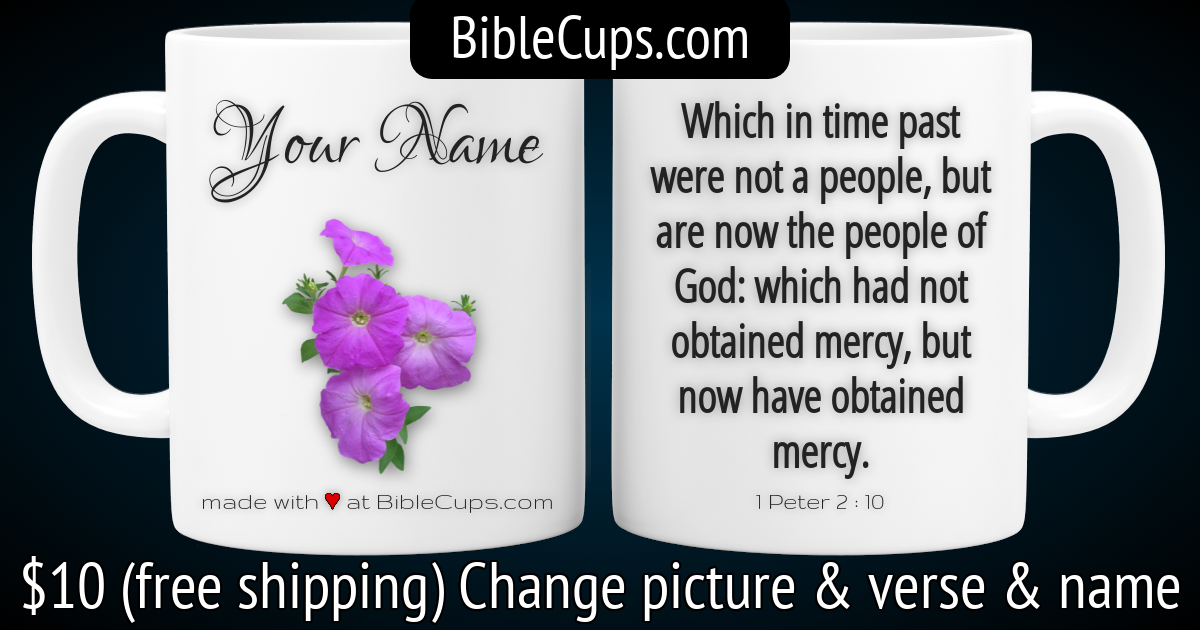 BibleCups.com
Your Name
made with ♥ at BibleCups.com
Which in time past
were not a people, but
are now the people of
God: which had not
obtained mercy, but
now have obtained
mercy.
1 Peter 2 : 10
$10 (free shipping) Change picture & verse & name